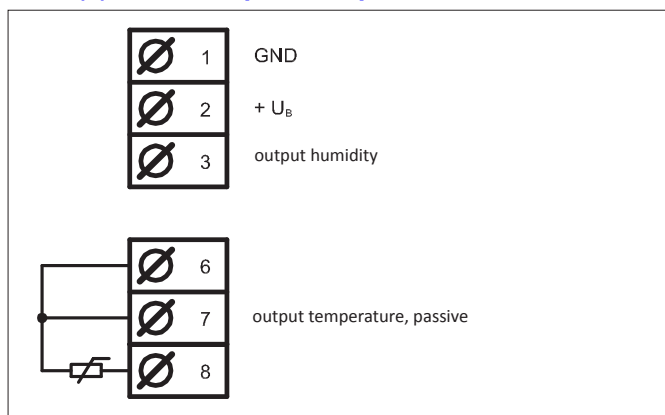 1 GND
2 + U_B
3 output humidity
6
7 output temperature, passive
8